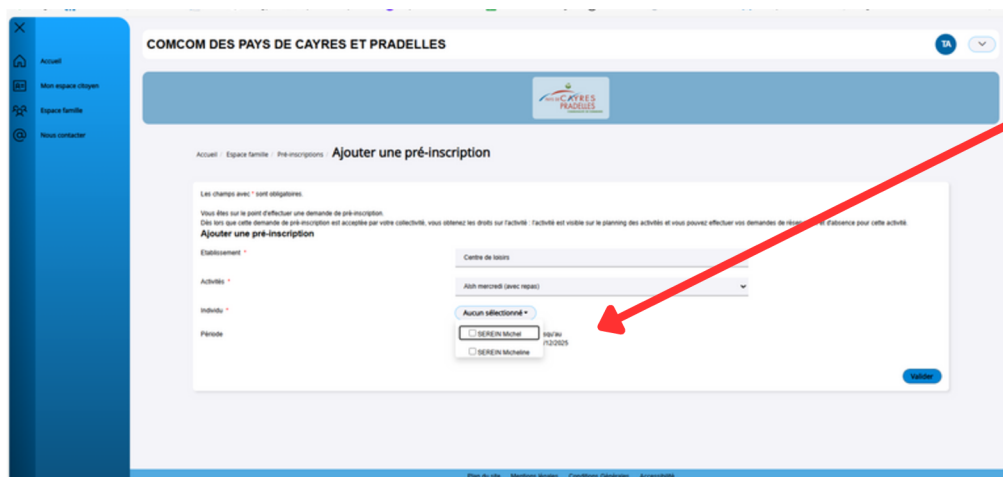 COMCOM DES PAYS DE CAYRES ET PRADELLES
TA
Accueil
Mon espace citoyen
Espace famille
Nous contacter
PAYS DE CAYRES
PRADELLES
Accueil / Espace famille / Pré-inscriptions / Ajouter une pré-inscription
Les champs avec * sont obligatoires.
Vous êtes sur le point d'effectuer une demande de pré-inscription.
Dès lors que cette demande de pré-inscription est acceptée par votre collectivité, vous obtenez les droits sur l'activité : l'activité est visible sur le planning des activités et vous pouvez effectuer vos demandes de et d'absence pour cette activité.
Ajouter une pré-inscription
Etablissement *
Centre de loisirs
Activités *
Alsh mercredi (avec repas)
Individu *
Aucun sélectionné
SEREIN Michel
SEREIN Micheline
Période
squ'au
/12/2025
Valider
Plan du site Mentions légales Conditions Générales Accessibilité